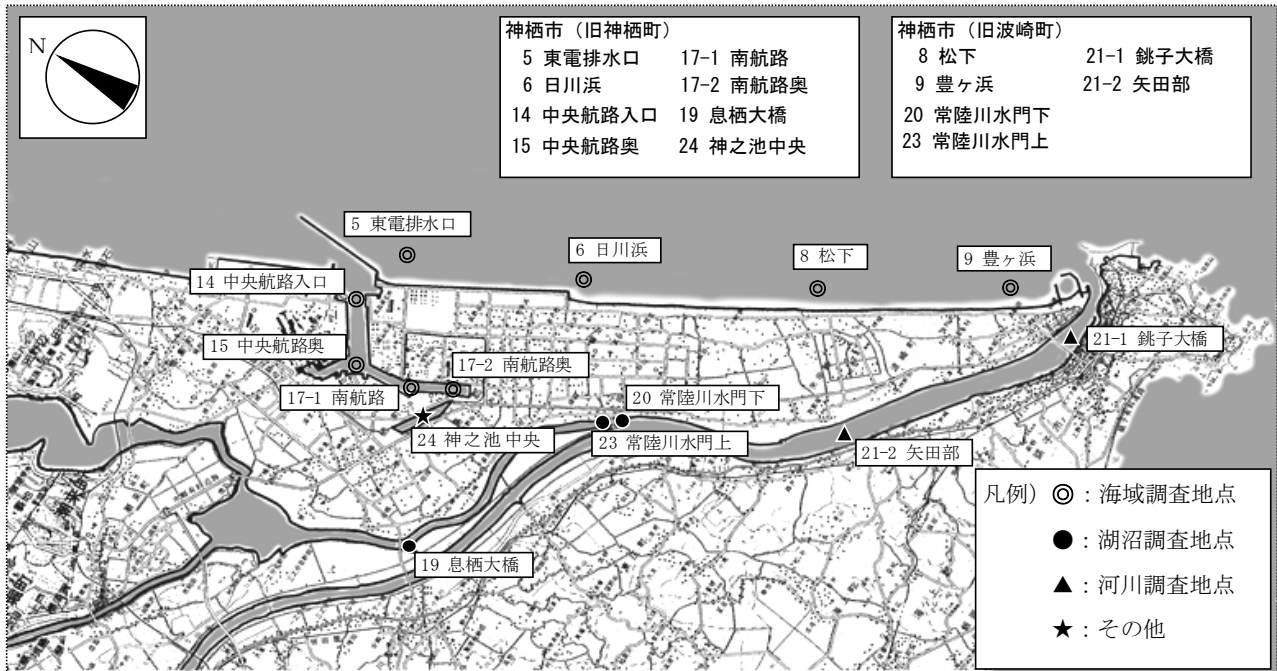 N
神栖市（旧神栖町）
5 東電排水口 17-1 南航路
6 日川浜 17-2 南航路奥
14 中央航路入口 19 息栖大橋
15 中央航路奥 24 神之池中央
神栖市（旧波崎町）
8 松下 21-1 銚子大橋
9 豊ヶ浜 21-2 矢田部
20 常陸川水門下
23 常陸川水門上
5 東電排水口
6 日川浜
8 松下
9 豊ヶ浜
14 中央航路入口
15 中央航路奥
17-2 南航路奥
21-1 銚子大橋
17-1 南航路
20 常陸川水門下
24 神之池 中央
23 常陸川水門上
21-2 矢田部
19 息栖大橋
凡例）◎：海域調査地点
●：湖沼調査地点
▲：河川調査地点
★：その他